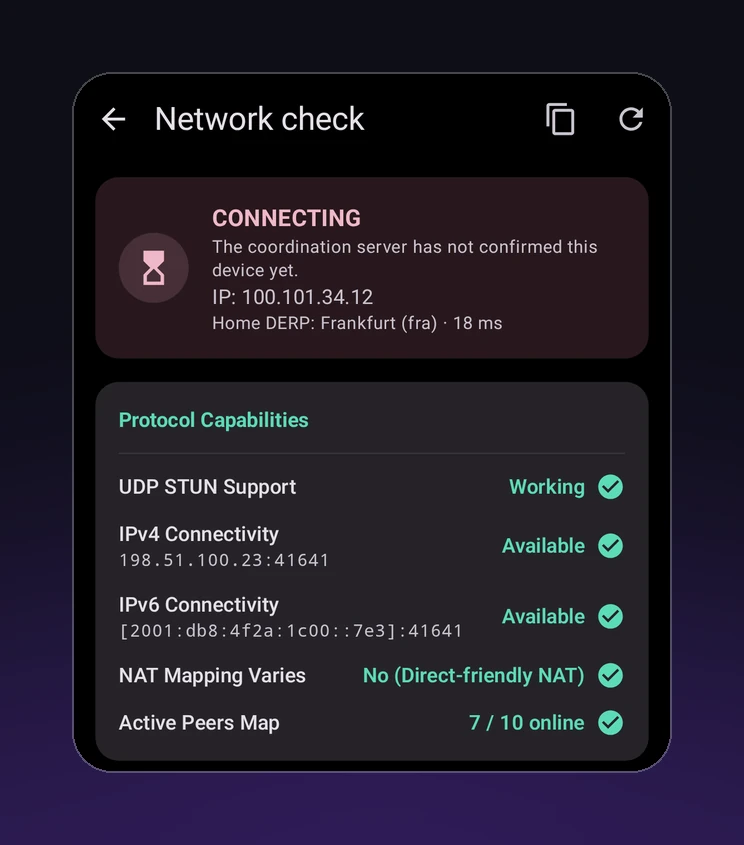 Network check
CONNECTING
The coordination server has not confirmed this
device yet.
IP: 100.101.34.12
Home DERP: Frankfurt (fra) · 18 ms
Protocol Capabilities
UDP STUN Support Working
IPv4 Connectivity
198.51.100.23:41641
Available
IPv6 Connectivity
[2001:db8:4f2a:1c00::7e3]:41641
Available
NAT Mapping Varies No (Direct-friendly NAT)
Active Peers Map 7 / 10 online